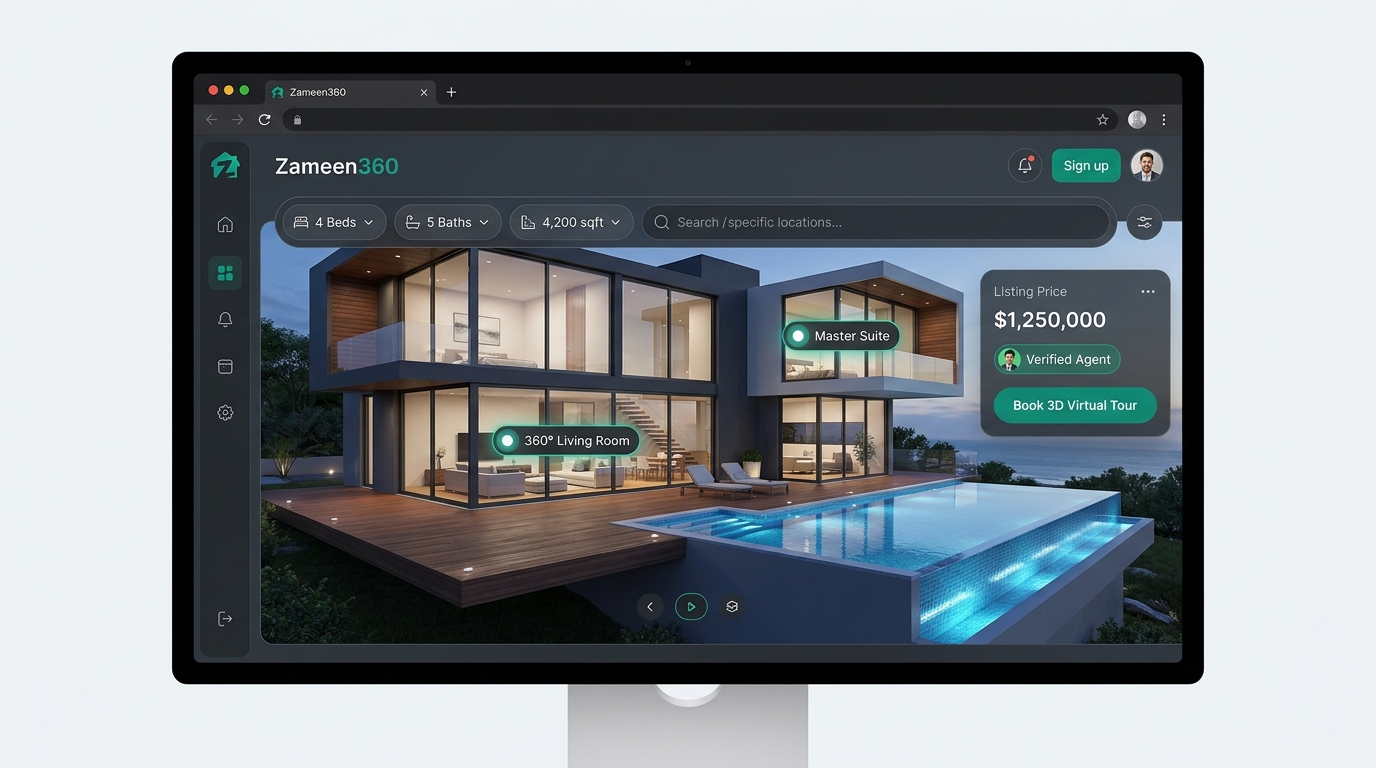 Zameen360
Zameen360
Sign up
4 Beds
5 Baths
4,200 sqft
Search / specific locations...
Listing Price
$1,250,000
Master Suite
Verified Agent
Book 3D Virtual Tour
360° Living Room